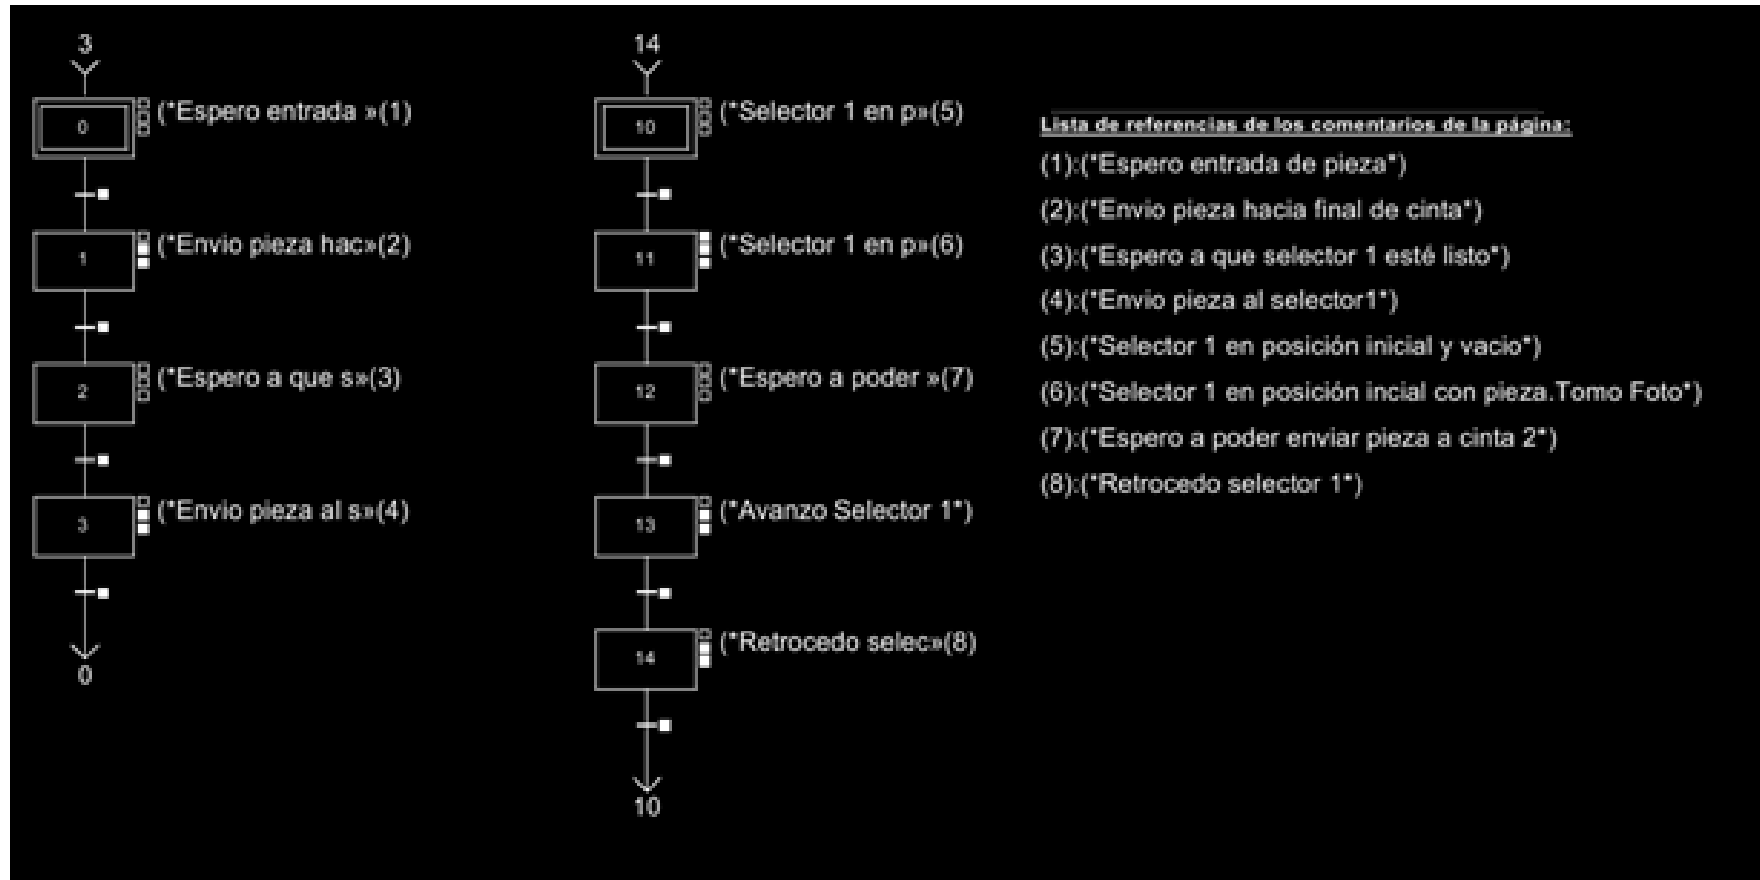 3
0
("Espero entrada »(1)
1
("Envio pieza hac»(2)
2
("Espero a que s»(3)
3
("Envio pieza al s»(4)
0
14
10
("Selector 1 en p»(5)
11
("Selector 1 en p»(6)
12
("Espero a poder »(7)
13
("Avanzo Selector 1")
14
("Retrocedo selec»(8)
10
Lista de referencias de los comentarios de la página:
(1):("Espero entrada de pieza")
(2):("Envio pieza hacia final de cinta")
(3):("Espero a que selector 1 esté listo")
(4):("Envio pieza al selector1")
(5):("Selector 1 en posición inicial y vacio")
(6):("Selector 1 en posición incial con pieza.Tomo Foto")
(7):("Espero a poder enviar pieza a cinta 2")
(8):("Retrocedo selector 1")